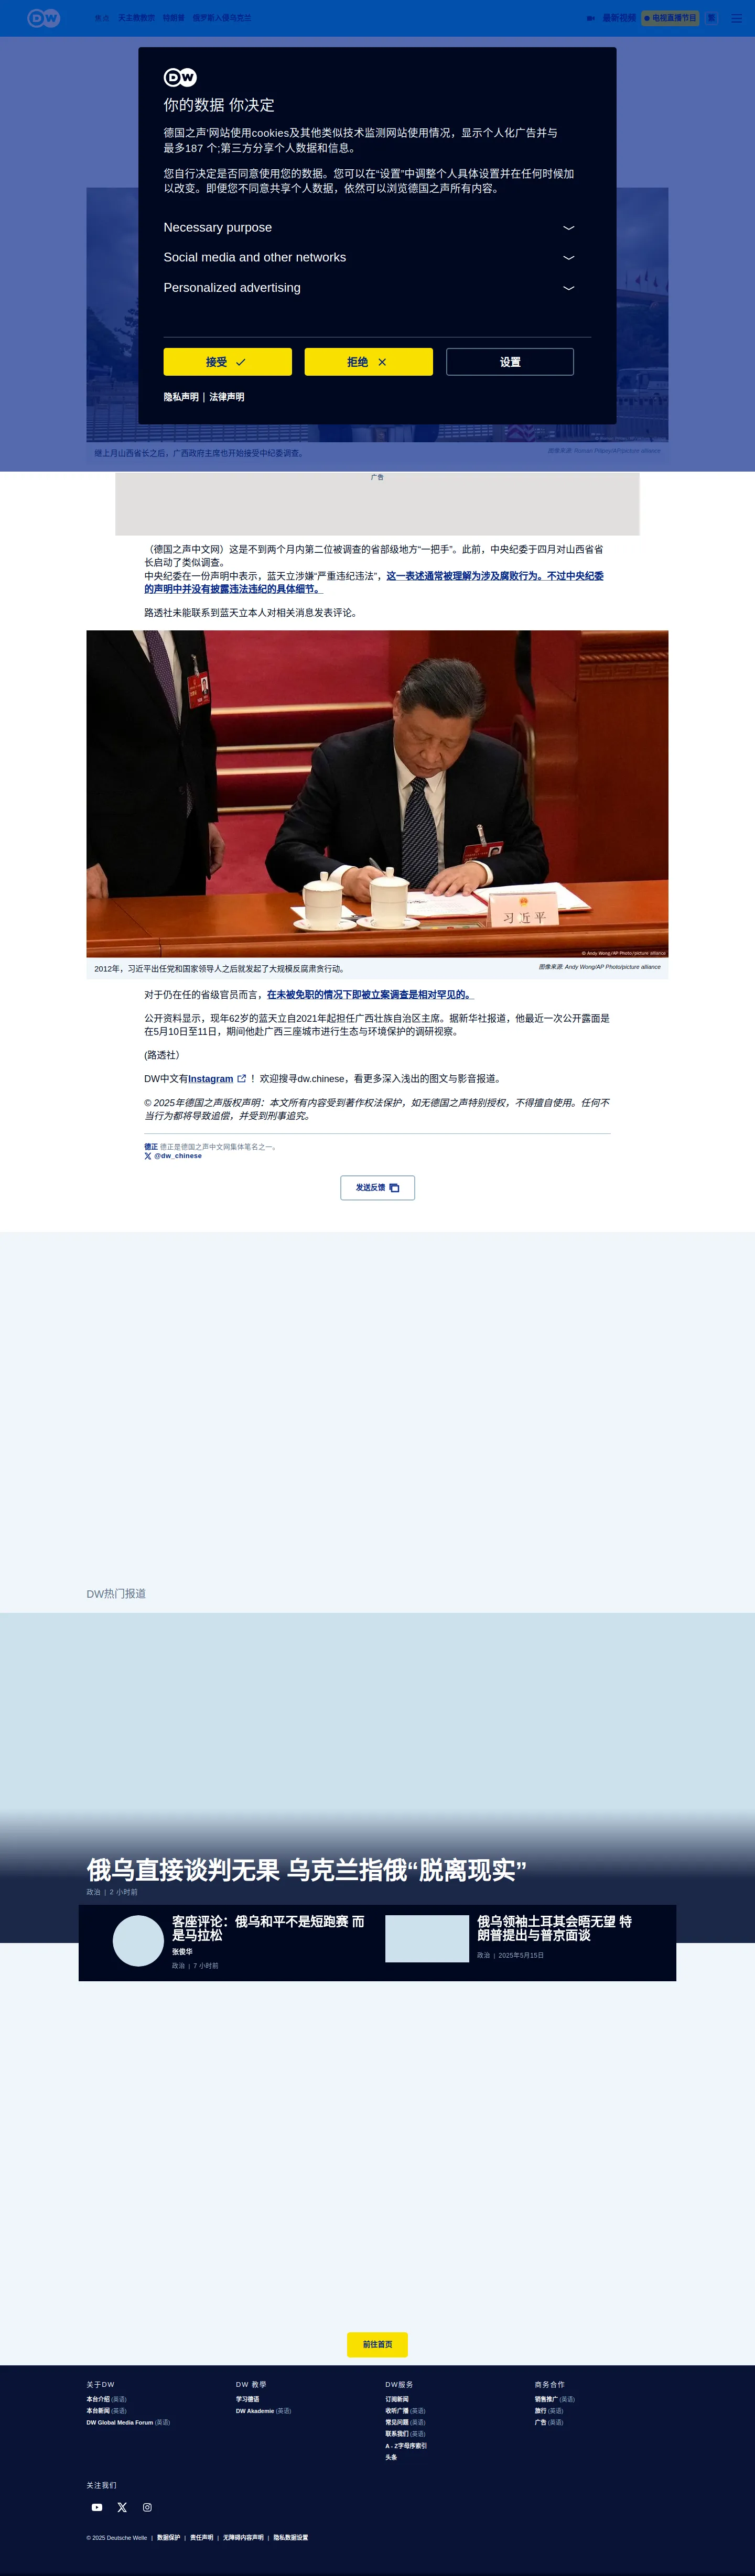 DW
焦点 天主教教宗 特朗普 俄罗斯入侵乌克兰
最新视频 电视直播节目 繁
DW
你的数据 你决定
德国之声'网站使用cookies及其他类似技术监测网站使用情况，显示个人化广告并与
最多187 个;第三方分享个人数据和信息。
您自行决定是否同意使用您的数据。您可以在“设置”中调整个人具体设置并在任何时候加
以改变。即便您不同意共享个人数据，依然可以浏览德国之声所有内容。
Necessary purpose
Social media and other networks
Personalized advertising
接受
拒绝
设置
隐私声明 | 法律声明
继上月山西省长之后，广西政府主席也开始接受中纪委调查。
图像来源: Roman Pilipey/AP/picture alliance
广告
（德国之声中文网）这是不到两个月内第二位被调查的省部级地方“一把手”。此前，中央纪委于四月对山西省省
长启动了类似调查。
中央纪委在一份声明中表示，蓝天立涉嫌“严重违纪违法”，这一表述通常被理解为涉及腐败行为。不过中央纪委
的声明中并没有披露违法违纪的具体细节。
路透社未能联系到蓝天立本人对相关消息发表评论。
习近平
© Andy Wong/AP Photo/picture alliance
2012年，习近平出任党和国家领导人之后就发起了大规模反腐肃贪行动。
图像来源: Andy Wong/AP Photo/picture alliance
对于仍在任的省级官员而言，在未被免职的情况下即被立案调查是相对罕见的。
公开资料显示，现年62岁的蓝天立自2021年起担任广西壮族自治区主席。据新华社报道，他最近一次公开露面是
在5月10日至11日，期间他赴广西三座城市进行生态与环境保护的调研视察。
(路透社）
DW中文有Instagram ！欢迎搜寻dw.chinese，看更多深入浅出的图文与影音报道。
© 2025年德国之声版权声明：本文所有内容受到著作权法保护，如无德国之声特别授权，不得擅自使用。任何不
当行为都将导致追偿，并受到刑事追究。
德正 德正是德国之声中文网集体笔名之一。
@dw_chinese
发送反馈
DW热门报道
俄乌直接谈判无果 乌克兰指俄“脱离现实”
政治 | 2 小时前
客座评论：俄乌和平不是短跑赛 而
是马拉松
张俊华
政治 | 7 小时前
俄乌领袖土耳其会晤无望 特
朗普提出与普京面谈
政治 | 2025年5月15日
前往首页
关于DW
本台介绍 (英语)
本台新闻 (英语)
DW Global Media Forum (英语)
DW 教學
学习德语
DW Akademie (英语)
DW服务
订阅新闻
收听广播 (英语)
常见问题 (英语)
联系我们 (英语)
A - Z字母序索引
头条
商务合作
销售推广 (英语)
旅行 (英语)
广告 (英语)
关注我们
© 2025 Deutsche Welle | 数据保护 | 责任声明 | 无障碍内容声明 | 隐私数据设置